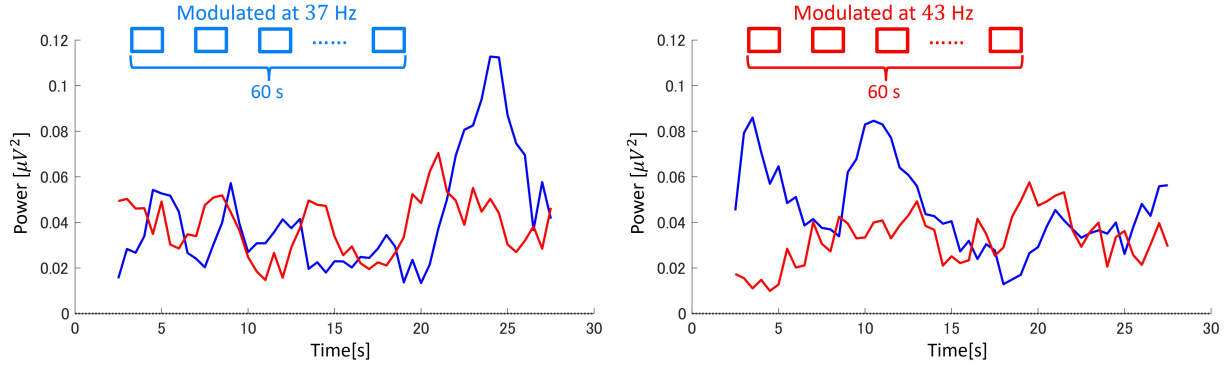 Modulated at 37 Hz
......
60 s
0.12
0.1
0.08
0.06
0.04
0.02
0
Power [μV²]
0 5 10 15 20 25 30
Time[s]
Modulated at 43 Hz
......
60 s
0.12
0.1
0.08
0.06
0.04
0.02
0
Power [μV²]
0 5 10 15 20 25 30
Time[s]